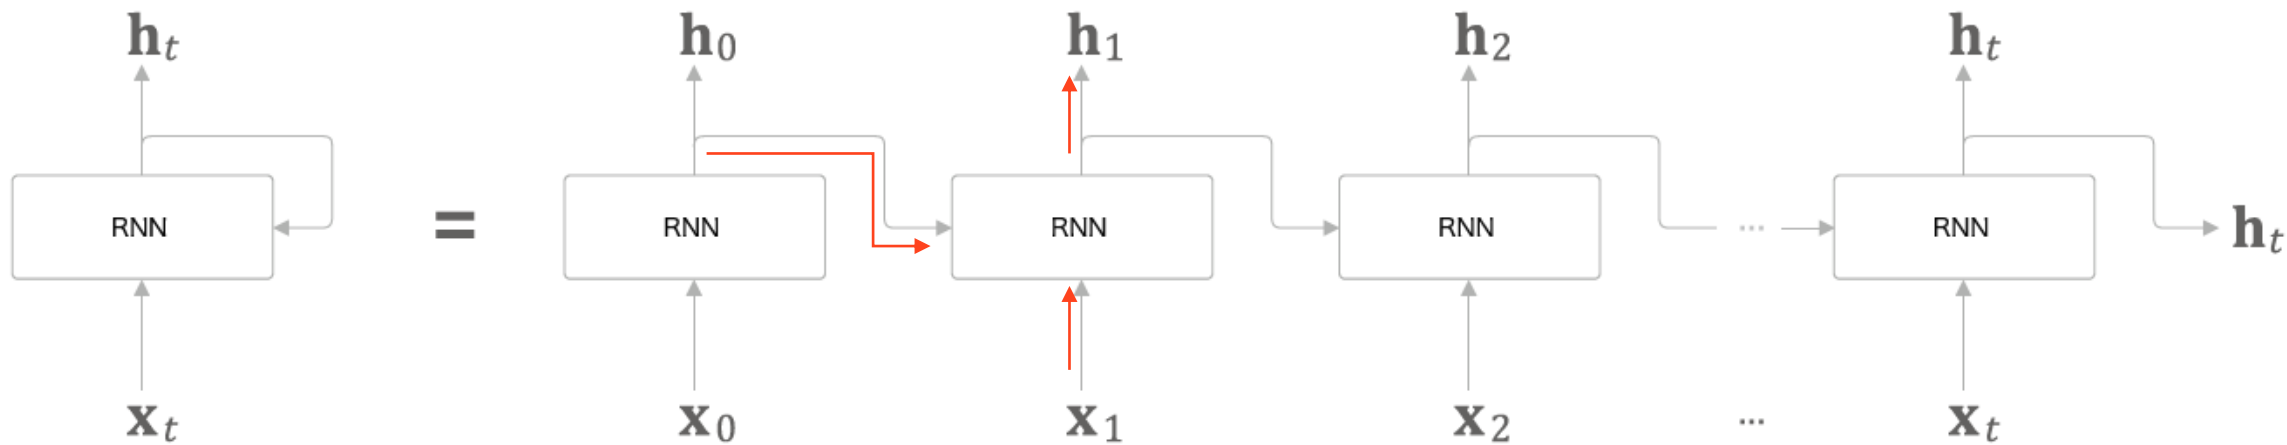 h_t h_0 h_1 h_2 h_t
RNN = RNN RNN RNN ... RNN h_t
x_t x_0 x_1 x_2 ... x_t